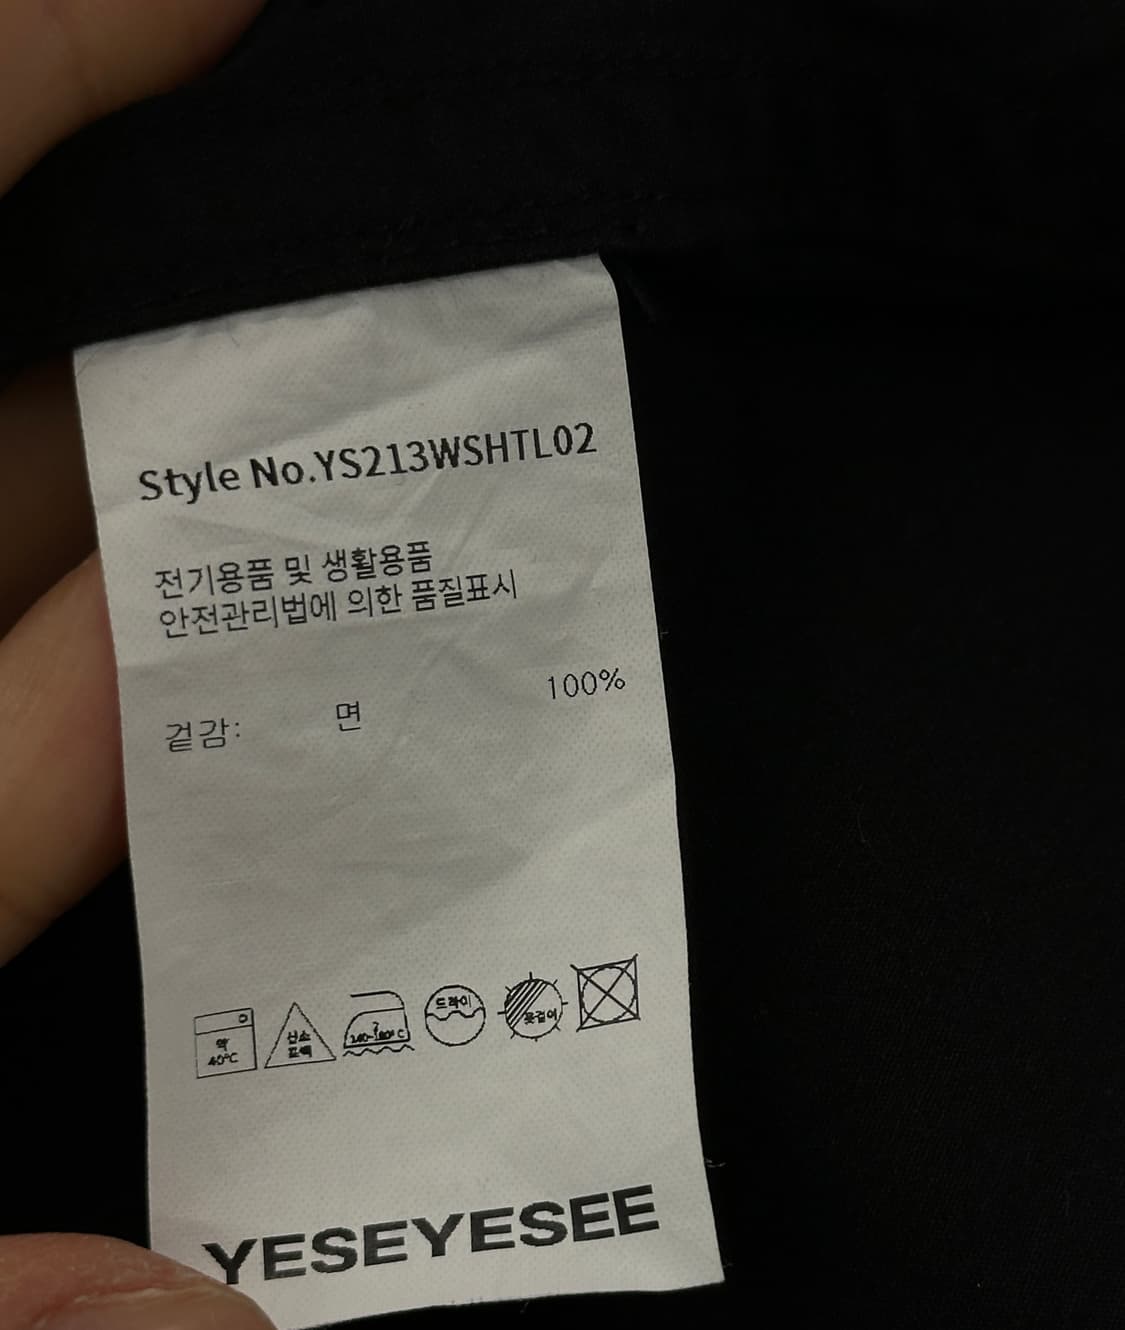 Style No.YS213WSHTL02
전기용품 및 생활용품
안전관리법에 의한 품질표시
겉감: 면 100%
약
40℃
산소
표백
드라이
옷걸이
YESEYESEE